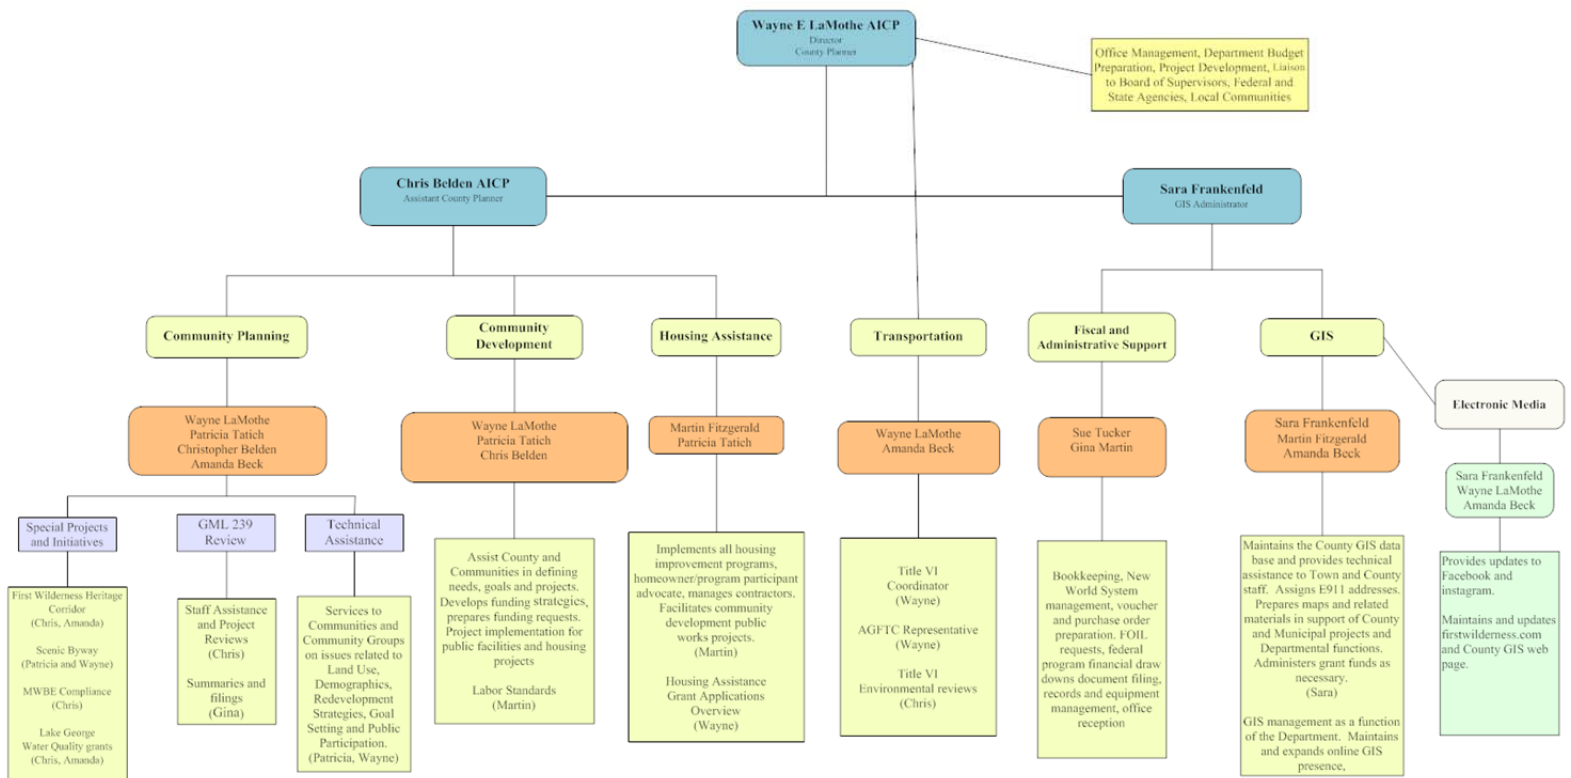 Wayne E LaMothe AICP
Director
County Planner
Office Management, Department Budget
Preparation, Project Development, Liaison
to Board of Supervisors, Federal and
State Agencies, Local Communities
Chris Belden AICP
Assistant County Planner
Sara Frankenfeld
GIS Administrator
Community Planning
Community
Development
Housing Assistance
Transportation
Fiscal and
Administrative Support
GIS
Electronic Media
Wayne LaMothe
Patricia Tatich
Christopher Belden
Amanda Beck
Wayne LaMothe
Patricia Tatich
Chris Belden
Martin Fitzgerald
Patricia Tatich
Wayne LaMothe
Amanda Beck
Sue Tucker
Gina Martin
Sara Frankenfeld
Martin Fitzgerald
Amanda Beck
Sara Frankenfeld
Wayne LaMothe
Amanda Beck
Special Projects
and Initiatives
GML 239
Review
Technical
Assistance
First Wilderness Heritage
Corridor
(Chris, Amanda)
Scenic Byway
(Patricia and Wayne)
MWBE Compliance
(Chris)
Lake George
Water Quality grants
(Chris, Amanda)
Staff Assistance
and Project
Reviews
(Chris)
Summaries and
filings
(Gina)
Services to
Communities and
Community Groups
on issues related to
Land Use,
Demographics,
Redevelopment
Strategies, Goal
Setting and Public
Participation.
(Patricia, Wayne)
Assist County and
Communities in defining
needs, goals and projects.
Develops funding strategies,
prepares funding requests.
Project implementation for
public facilities and housing
projects
Labor Standards
(Martin)
Implements all housing
improvement programs,
homeowner/program participant
advocate, manages contractors.
Facilitates community
development public
works projects.
(Martin)
Housing Assistance
Grant Applications
Overview
(Wayne)
Title VI
Coordinator
(Wayne)
AGFTC Representative
(Wayne)
Title VI
Environmental reviews
(Chris)
Bookkeeping, New
World System
management, voucher
and purchase order
preparation. FOIL
requests, federal
program financial draw
downs document filing,
records and equipment
management, office
reception
Maintains the County GIS data
base and provides technical
assistance to Town and County
staff. Assigns E911 addresses.
Prepares maps and related
materials in support of County
and Municipal projects and
Departmental functions.
Administers grant funds as
necessary.
(Sara)
GIS management as a function
of the Department. Maintains
and expands online GIS
presence,
Provides updates to
Facebook and
instagram.
Maintains and updates
firstwilderness.com
and County GIS web
page.